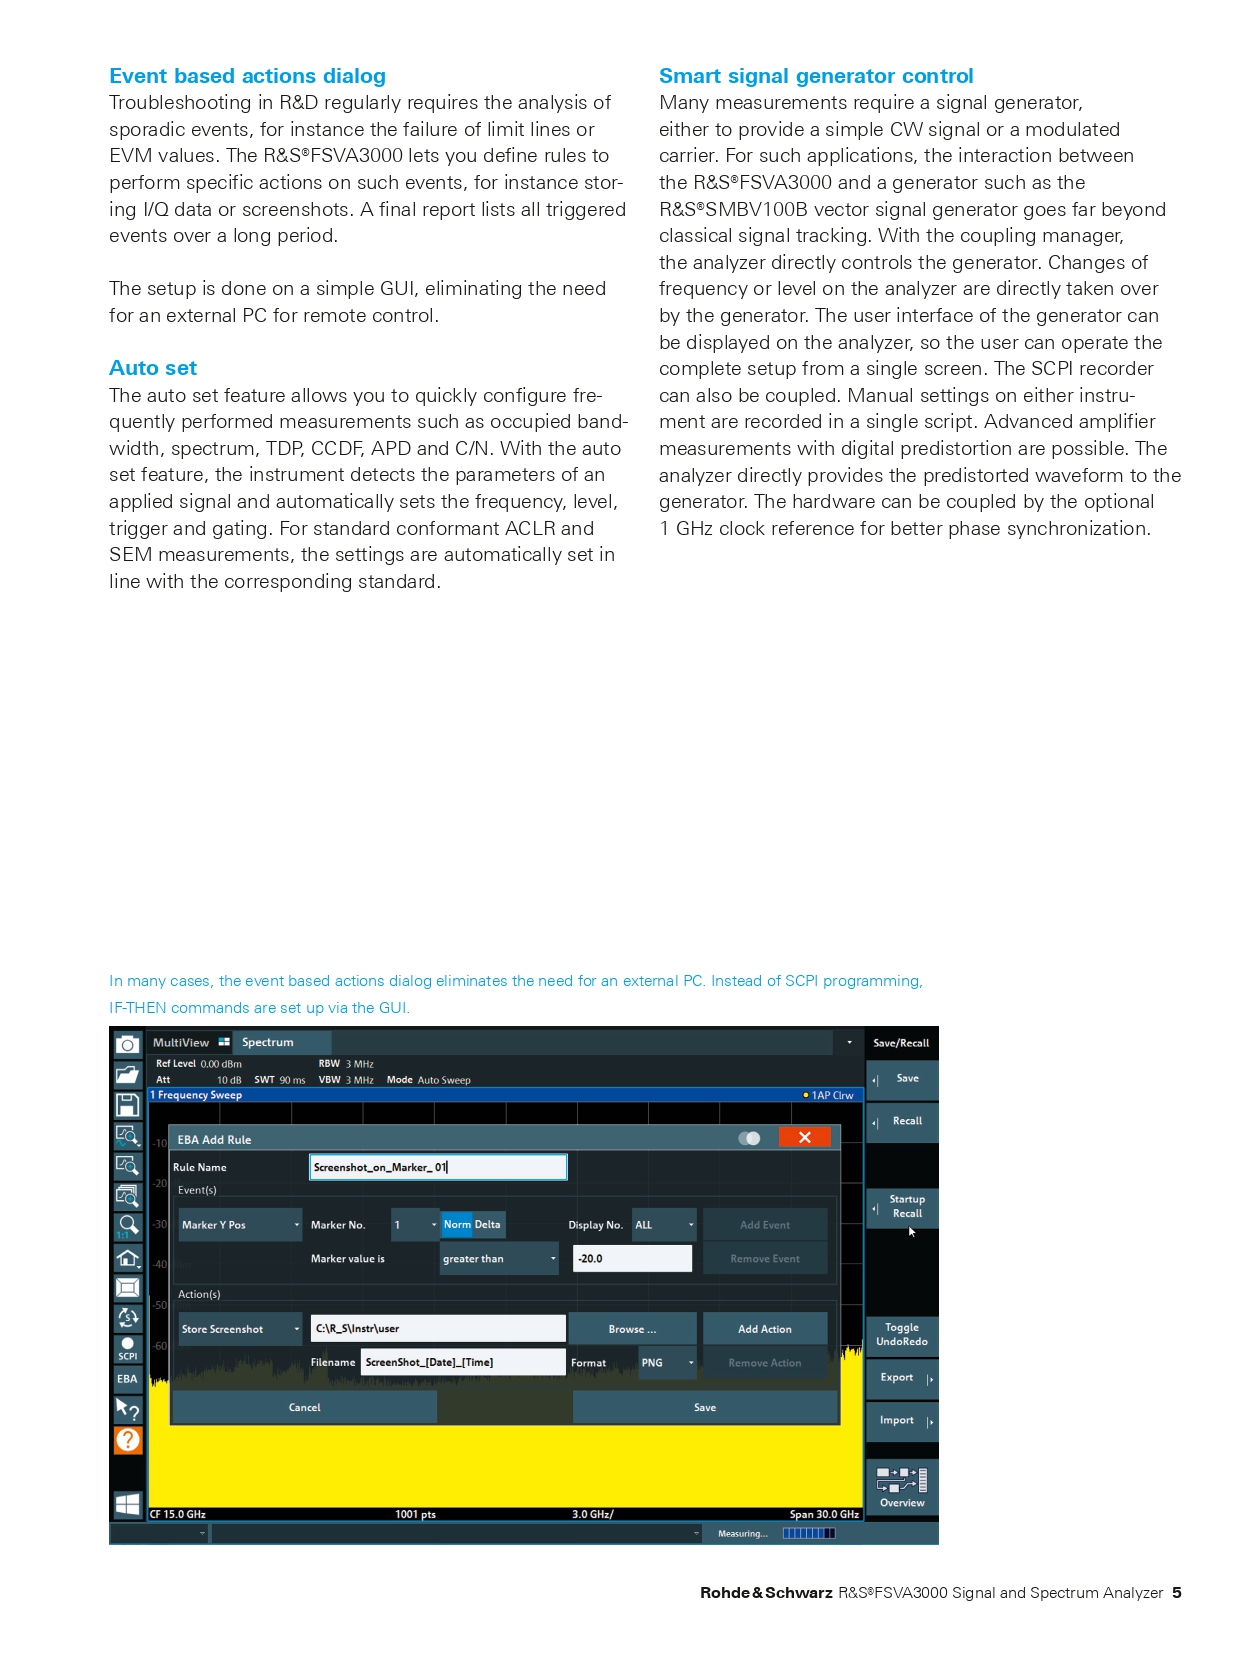 Event based actions dialog
Troubleshooting in R&D regularly requires the analysis of
sporadic events, for instance the failure of limit lines or
EVM values. The R&S®FSVA3000 lets you define rules to
perform specific actions on such events, for instance stor-
ing I/Q data or screenshots. A final report lists all triggered
events over a long period.
The setup is done on a simple GUI, eliminating the need
for an external PC for remote control.
Auto set
The auto set feature allows you to quickly configure fre-
quently performed measurements such as occupied band-
width, spectrum, TDP, CCDF, APD and C/N. With the auto
set feature, the instrument detects the parameters of an
applied signal and automatically sets the frequency, level,
trigger and gating. For standard conformant ACLR and
SEM measurements, the settings are automatically set in
line with the corresponding standard.
Smart signal generator control
Many measurements require a signal generator,
either to provide a simple CW signal or a modulated
carrier. For such applications, the interaction between
the R&S®FSVA3000 and a generator such as the
R&S®SMBV100B vector signal generator goes far beyond
classical signal tracking. With the coupling manager,
the analyzer directly controls the generator. Changes of
frequency or level on the analyzer are directly taken over
by the generator. The user interface of the generator can
be displayed on the analyzer, so the user can operate the
complete setup from a single screen. The SCPI recorder
can also be coupled. Manual settings on either instru-
ment are recorded in a single script. Advanced amplifier
measurements with digital predistortion are possible. The
analyzer directly provides the predistorted waveform to the
generator. The hardware can be coupled by the optional
1 GHz clock reference for better phase synchronization.
In many cases, the event based actions dialog eliminates the need for an external PC. Instead of SCPI programming,
IF-THEN commands are set up via the GUI.
MultiView Spectrum
Ref Level 0.00 dBm RBW 3 MHz
Att 10 dB SWT 90 ms VBW 3 MHz Mode Auto Sweep
1 Frequency Sweep 1AP Clrw
-10
-20
-30
-40
-50
-60
EBA Add Rule
Rule Name Screenshot_on_Marker_ 01
Event(s)
Marker Y Pos Marker No. 1 Norm Delta Display No. ALL Add Event
Marker value is greater than -20.0 Remove Event
Action(s)
Store Screenshot C:\R_S\Instr\user Browse ... Add Action
Filename ScreenShot_[Date]_[Time] Format PNG Remove Action
Cancel Save
CF 15.0 GHz 1001 pts 3.0 GHz/ Span 30.0 GHz
Measuring...
1:1
SCPI
EBA
Save/Recall
Save
Recall
Startup
Recall
Toggle
UndoRedo
Export
Import
Overview
Rohde & Schwarz R&S®FSVA3000 Signal and Spectrum Analyzer 5